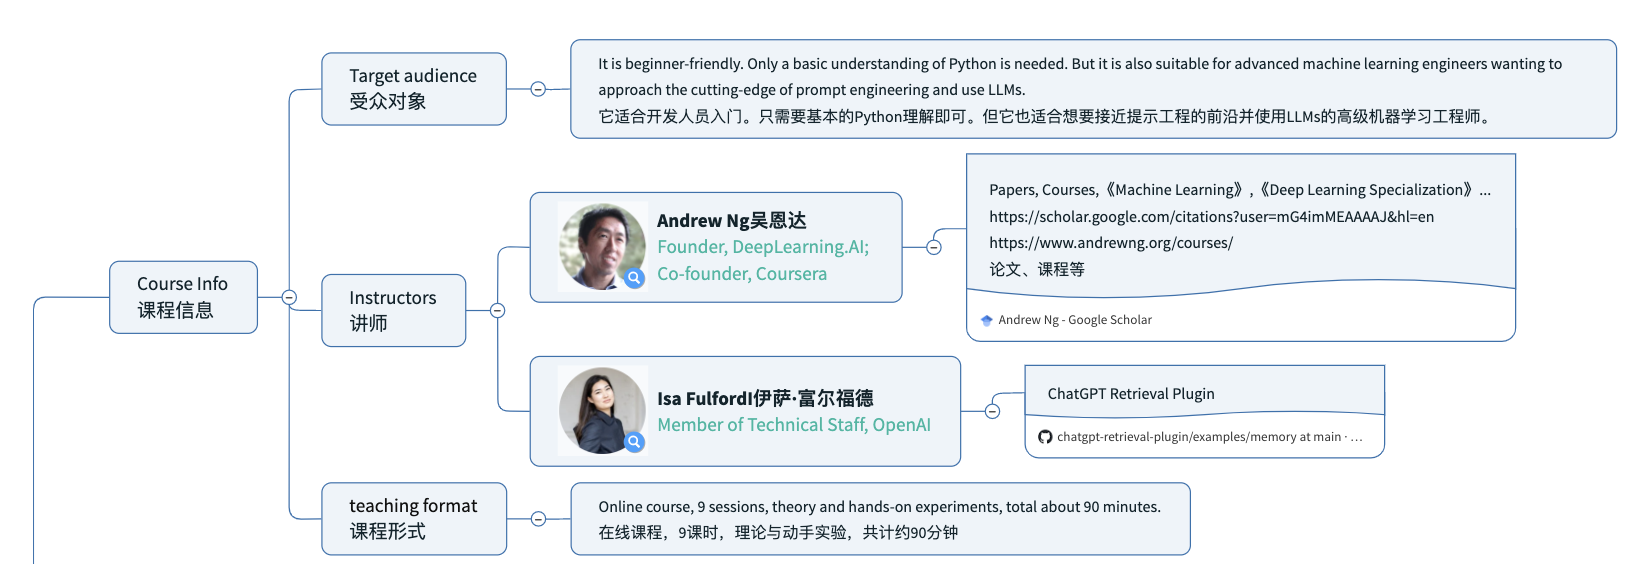 Target audience
受众对象
It is beginner-friendly. Only a basic understanding of Python is needed. But it is also suitable for advanced machine learning engineers wanting to
approach the cutting-edge of prompt engineering and use LLMs.
它适合开发人员入门。只需要基本的Python理解即可。但它也适合想要接近提示工程的前沿并使用LLMs的高级机器学习工程师。
Course Info
课程信息
Instructors
讲师
Andrew Ng吴恩达
Founder, DeepLearning.AI;
Co-founder, Coursera
Papers, Courses,《Machine Learning》,《Deep Learning Specialization》...
https://scholar.google.com/citations?user=mG4imMEAAAAJ&hl=en
https://www.andrewng.org/courses/
论文、课程等
Andrew Ng - Google Scholar
Isa FulfordI伊萨·富尔福德
Member of Technical Staff, OpenAI
ChatGPT Retrieval Plugin
chatgpt-retrieval-plugin/examples/memory at main · ...
teaching format
课程形式
Online course, 9 sessions, theory and hands-on experiments, total about 90 minutes.
在线课程，9课时，理论与动手实验，共计约90分钟